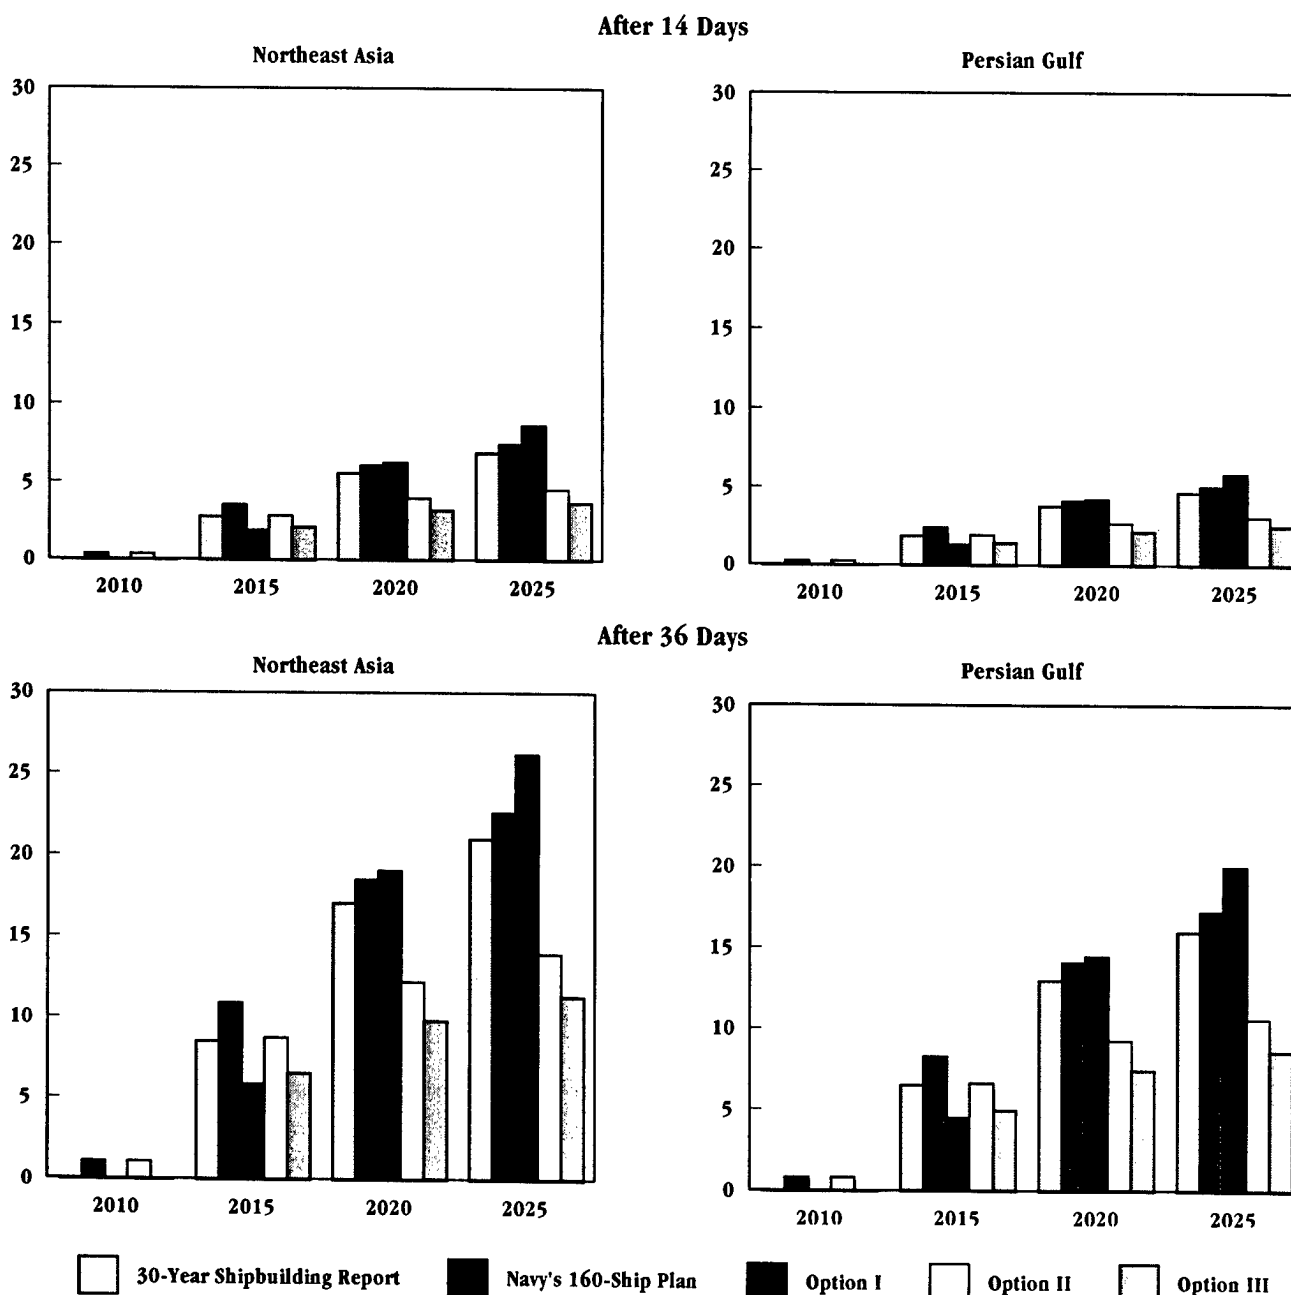 After 14 Days
Northeast Asia
Persian Gulf
30
25
20
15
10
5
0
2010 2015 2020 2025
30
25
20
15
10
5
0
2010 2015 2020 2025
After 36 Days
Northeast Asia
Persian Gulf
30
25
20
15
10
5
0
2010 2015 2020 2025
30
25
20
15
10
5
0
2010 2015 2020 2025
30-Year Shipbuilding Report Navy's 160-Ship Plan Option I Option II Option III